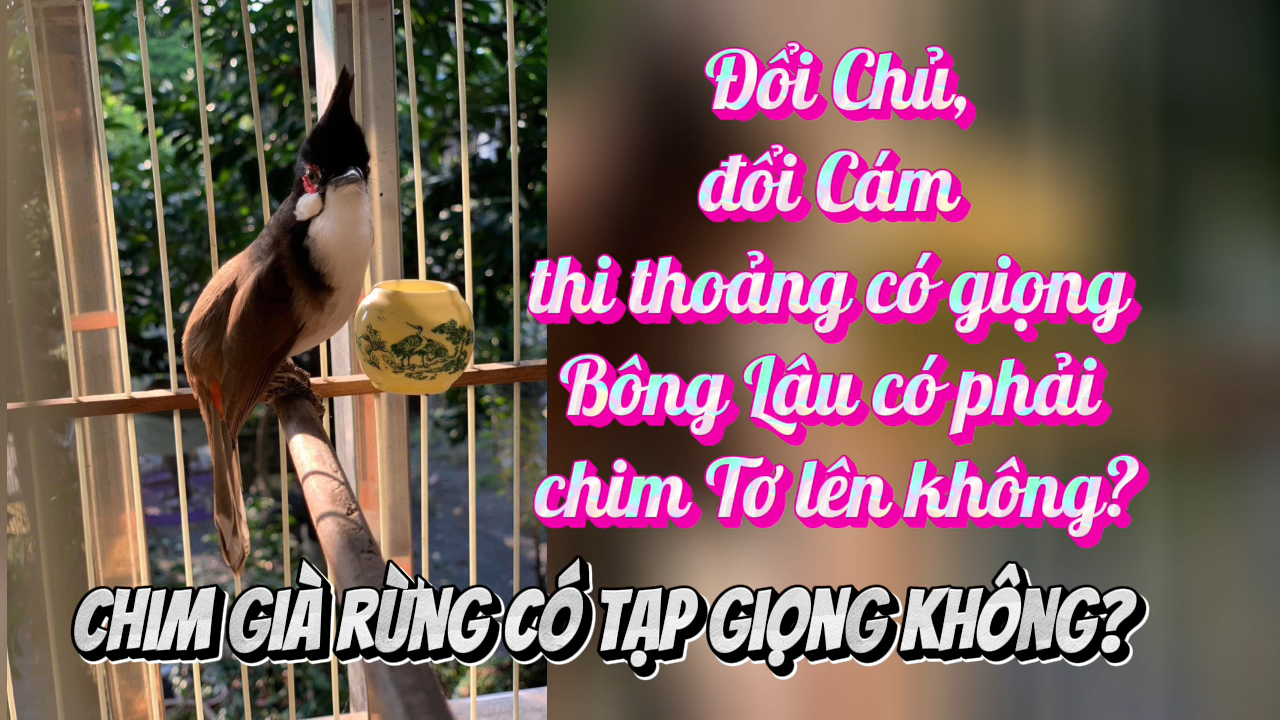 Đổi Chủ,
đổi Cám
thi thoảng có giọng
Bông Lâu có phải
chim Tơ lên không?
CHIM GIÀ RỪNG CÓ TẠP GIỌNG KHÔNG?